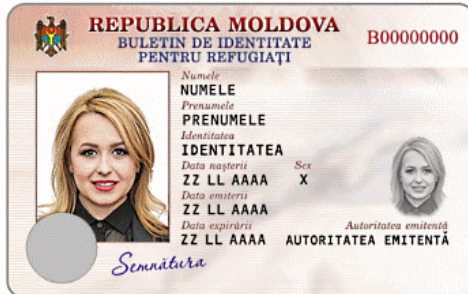 REPUBLICA MOLDOVA
BULETIN DE IDENTITATE
PENTRU REFUGIAȚI
B00000000
Numele
NUMELE
Prenumele
PRENUMELE
Identitatea
IDENTITATEA
Data nașterii Sex
ZZ LL AAAA X
Data emiterii
ZZ LL AAAA
Data expirării Autoritatea emitentă
ZZ LL AAAA AUTORITATEA EMITENTĂ
Semnătura